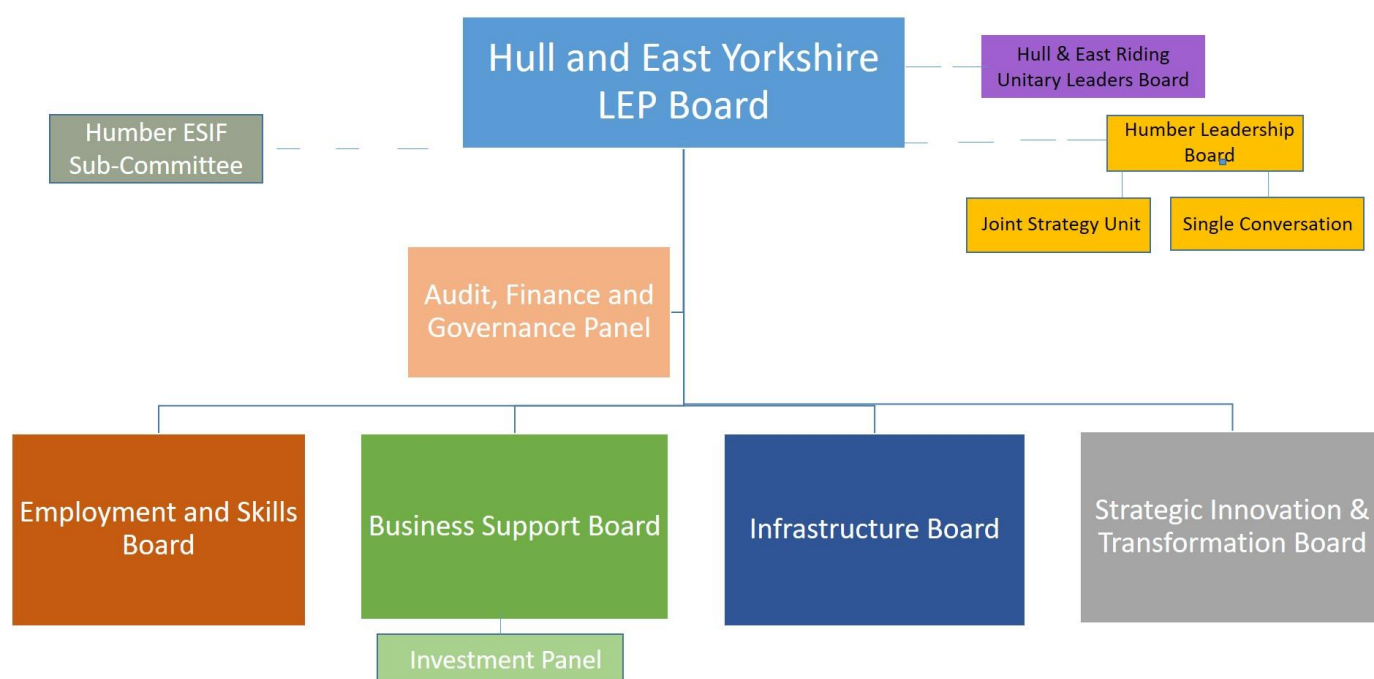 Hull and East Yorkshire
LEP Board
Hull & East Riding
Unitary Leaders Board
Humber ESIF
Sub-Committee
Humber Leadership
Board
Joint Strategy Unit
Single Conversation
Audit, Finance and
Governance Panel
Employment and Skills
Board
Business Support Board
Infrastructure Board
Strategic Innovation &
Transformation Board
Investment Panel